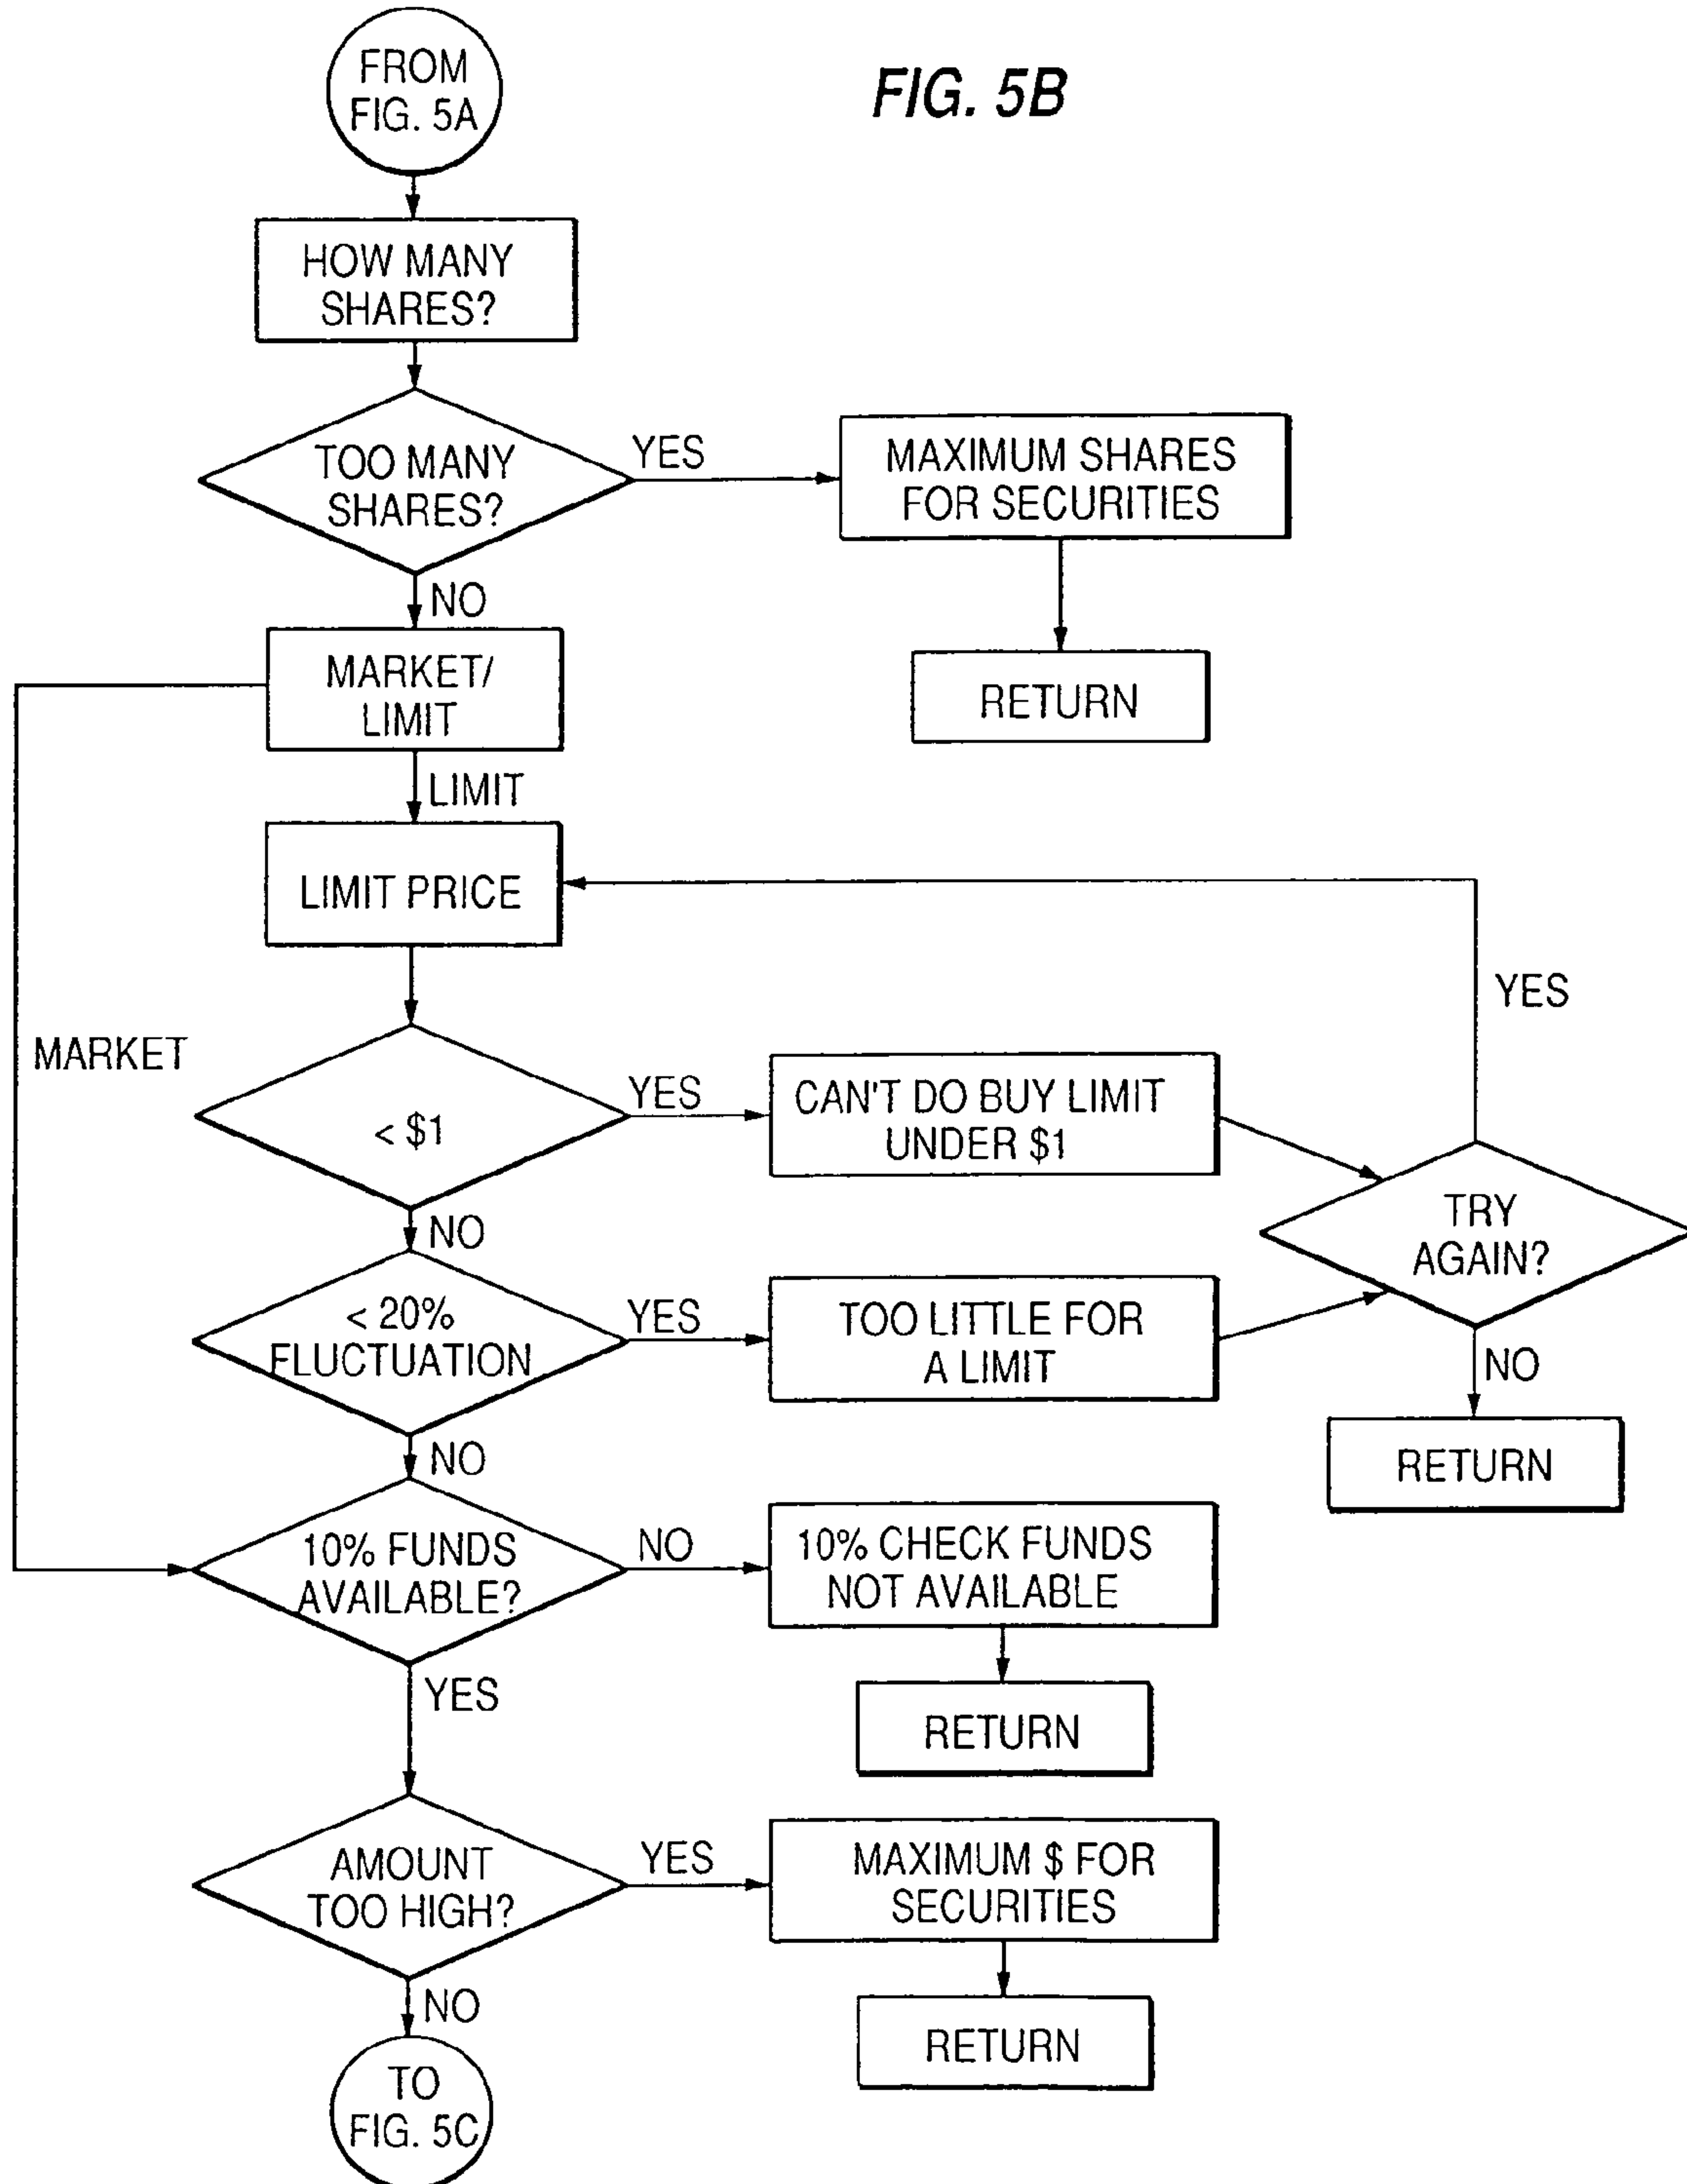 FROM
FIG. 5A
FIG. 5B
HOW MANY
SHARES?
TOO MANY
SHARES?
YES
MAXIMUM SHARES
FOR SECURITIES
NO
MARKET/
LIMIT
RETURN
LIMIT
LIMIT PRICE
YES
MARKET
< $1
YES
CAN'T DO BUY LIMIT
UNDER $1
TRY
AGAIN?
NO
< 20%
FLUCTUATION
YES
TOO LITTLE FOR
A LIMIT
NO
RETURN
NO
10% FUNDS
AVAILABLE?
NO
10% CHECK FUNDS
NOT AVAILABLE
YES
RETURN
AMOUNT
TOO HIGH?
YES
MAXIMUM $ FOR
SECURITIES
NO
RETURN
TO
FIG. 5C